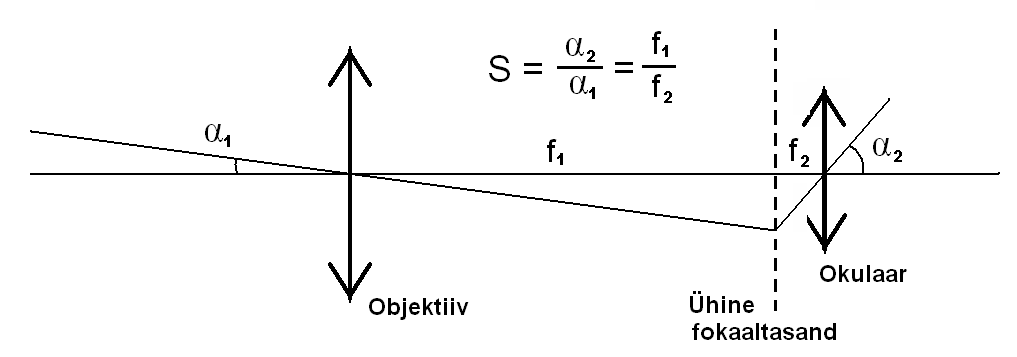 S = α₂/α₁ = f₁/f₂
α₁
f₁
f₂
α₂
Okulaar
Objektiiv
Ühine
fokaaltasand